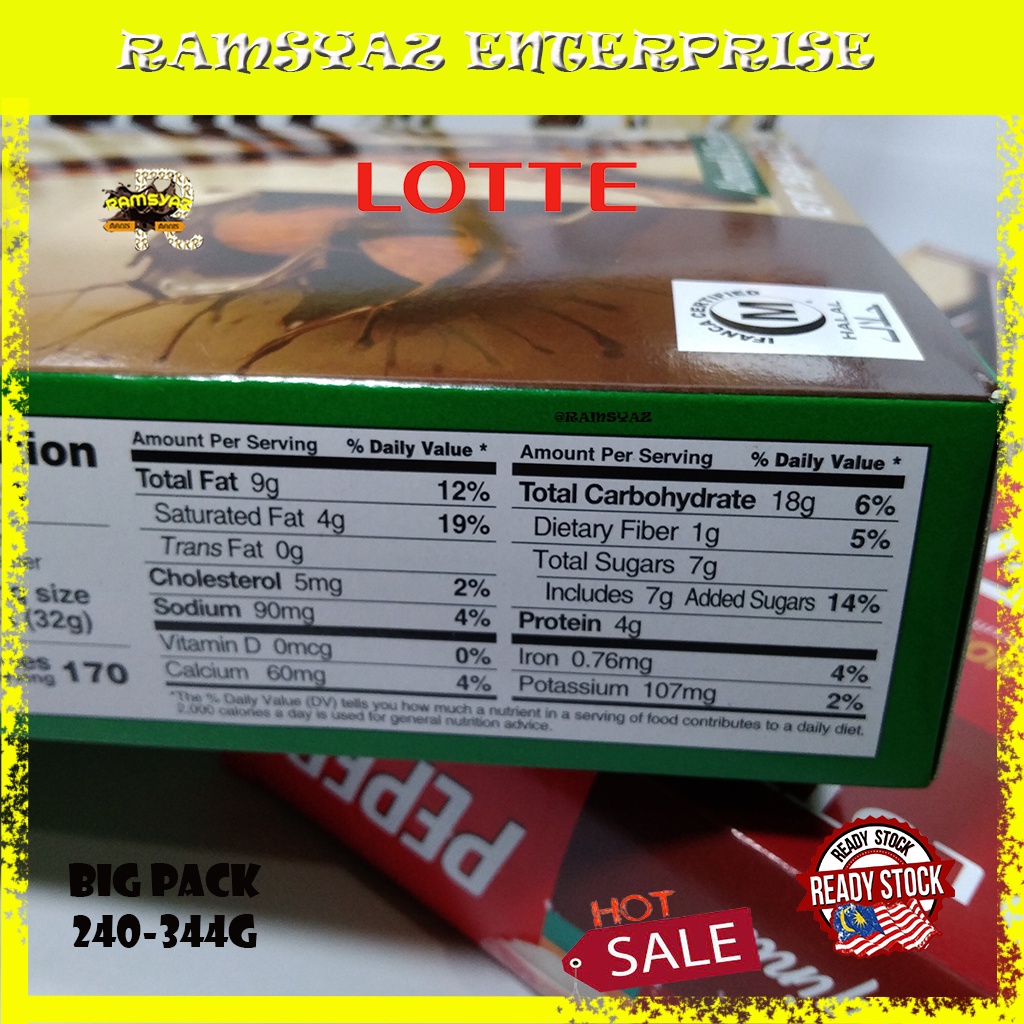 RAMSYAZ ENTERPRISE
LOTTE
RAMSYAZ
MANIS MANIS
IFANCA CERTIFIED
M
HALAL
حلال
@RAMSYAZ
ion
size
(32g)
170
Amount Per Serving % Daily Value *
Total Fat 9g 12%
Saturated Fat 4g 19%
Trans Fat 0g
Cholesterol 5mg 2%
Sodium 90mg 4%
Vitamin D 0mcg 0%
Calcium 60mg 4%
Amount Per Serving % Daily Value *
Total Carbohydrate 18g 6%
Dietary Fiber 1g 5%
Total Sugars 7g
Includes 7g Added Sugars 14%
Protein 4g
Iron 0.76mg 4%
Potassium 107mg 2%
*The % Daily Value (DV) tells you how much a nutrient in a serving of food contributes to a daily diet.
2,000 calories a day is used for general nutrition advice.
PEPE
BIG PACK
240-344G
HOT
SALE
READY STOCK
READY STOCK